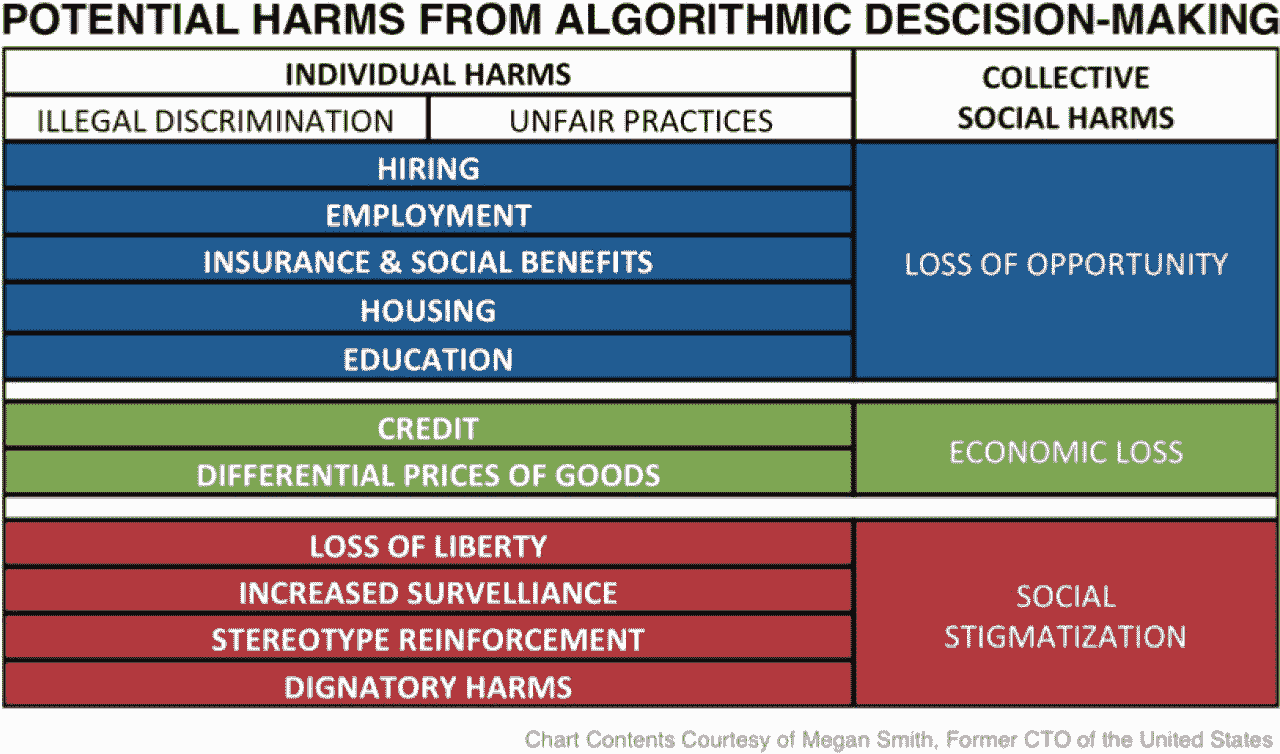 POTENTIAL HARMS FROM ALGORITHMIC DESCISION-MAKING
INDIVIDUAL HARMS
ILLEGAL DISCRIMINATION
UNFAIR PRACTICES
COLLECTIVE
SOCIAL HARMS
HIRING
EMPLOYMENT
INSURANCE & SOCIAL BENEFITS
HOUSING
EDUCATION
LOSS OF OPPORTUNITY
CREDIT
DIFFERENTIAL PRICES OF GOODS
ECONOMIC LOSS
LOSS OF LIBERTY
INCREASED SURVELLIANCE
STEREOTYPE REINFORCEMENT
DIGNATORY HARMS
SOCIAL
STIGMATIZATION
Chart Contents Courtesy of Megan Smith, Former CTO of the United States